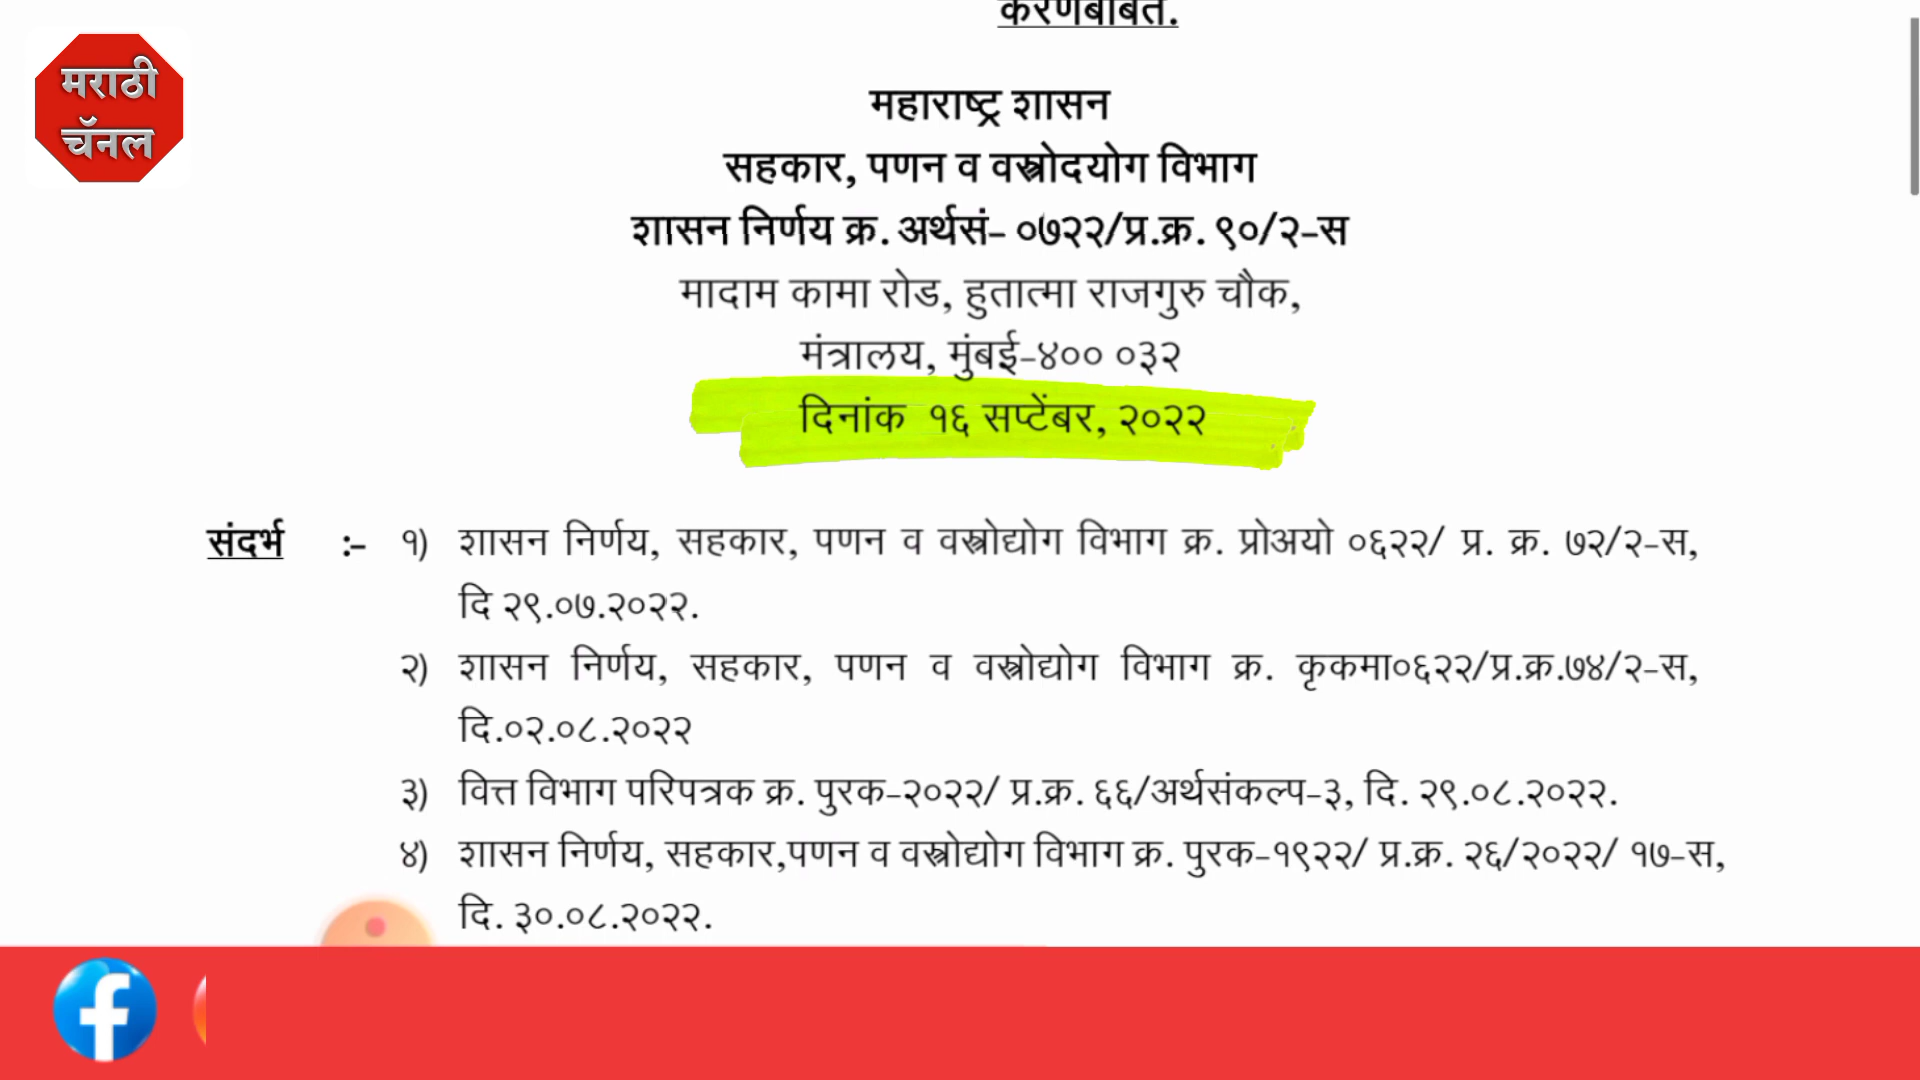 करणेबाबत.
मराठी
चॅनल
महाराष्ट्र शासन
सहकार, पणन व वस्त्रोदयोग विभाग
शासन निर्णय क्र. अर्थसं- ०७२२/प्र.क्र. ९०/२-स
मादाम कामा रोड, हुतात्मा राजगुरु चौक,
मंत्रालय, मुंबई-४०० ०३२
दिनांक १६ सप्टेंबर, २०२२
संदर्भ :- १) शासन निर्णय, सहकार, पणन व वस्त्रोद्योग विभाग क्र. प्रोअयो ०६२२/ प्र. क्र. ७२/२-स,
दि २९.०७.२०२२.
२) शासन निर्णय, सहकार, पणन व वस्त्रोद्योग विभाग क्र. कृकमा०६२२/प्र.क्र.७४/२-स,
दि.०२.०८.२०२२
३) वित्त विभाग परिपत्रक क्र. पुरक-२०२२/ प्र.क्र. ६६/अर्थसंकल्प-३, दि. २९.०८.२०२२.
४) शासन निर्णय, सहकार,पणन व वस्त्रोद्योग विभाग क्र. पुरक-१९२२/ प्र.क्र. २६/२०२२/ १७-स,
दि. ३०.०८.२०२२.